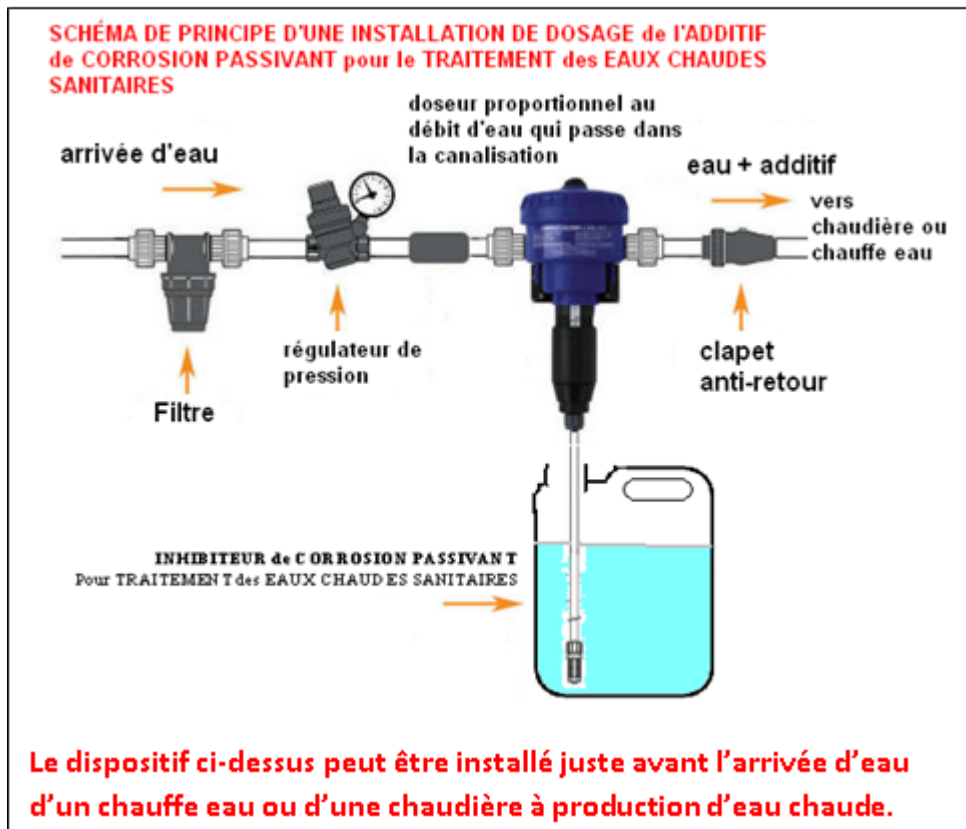 SCHÉMA DE PRINCIPE D'UNE INSTALLATION DE DOSAGE de l'ADDITIF
de CORROSION PASSIVANT pour le TRAITEMENT des EAUX CHAUDES
SANITAIRES
doseur proportionnel au
débit d'eau qui passe dans
la canalisation
arrivée d'eau
eau + additif
vers
chaudière ou
chauffe eau
régulateur de
pression
Filtre
clapet
anti-retour
INHIBITEUR de CORROSION PASSIVANT
Pour TRAITEMENT des EAUX CHAUDES SANITAIRES
Le dispositif ci-dessus peut être installé juste avant l'arrivée d'eau
d'un chauffe eau ou d'une chaudière à production d'eau chaude.